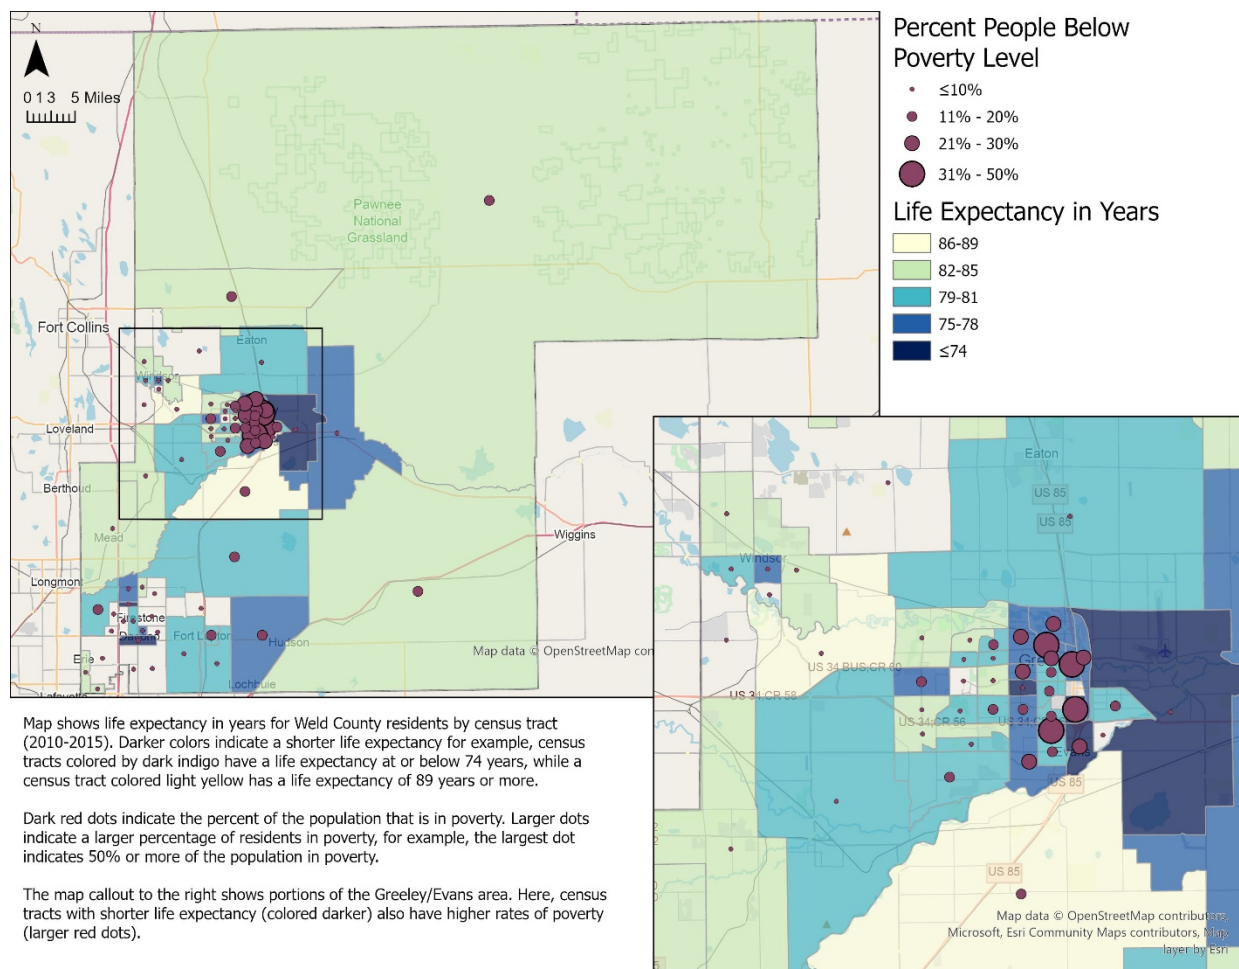 N
0 1 3 5 Miles
Pawnee
National
Grassland
Fort Collins
Eaton
Windsor
Loveland
Berthoud
Mead
Wiggins
Longmont
Firestone
Dacono
Fort Lupton
Hudson
Erie
Lochbuie
Lafayette
Map data © OpenStreetMap con
Percent People Below
Poverty Level
≤10%
11% - 20%
21% - 30%
31% - 50%
Life Expectancy in Years
86-89
82-85
79-81
75-78
≤74
Eaton
US 85
US 85
Windsor
US 34 BUS;CR 60
Gre
US 34;CR 58
US 34;CR 56
US 34;C
Evans
US 85
US 85
Map data © OpenStreetMap contributors,
Microsoft, Esri Community Maps contributors, Map
layer by Esri
Map shows life expectancy in years for Weld County residents by census tract
(2010-2015). Darker colors indicate a shorter life expectancy for example, census
tracts colored by dark indigo have a life expectancy at or below 74 years, while a
census tract colored light yellow has a life expectancy of 89 years or more.
Dark red dots indicate the percent of the population that is in poverty. Larger dots
indicate a larger percentage of residents in poverty, for example, the largest dot
indicates 50% or more of the population in poverty.
The map callout to the right shows portions of the Greeley/Evans area. Here, census
tracts with shorter life expectancy (colored darker) also have higher rates of poverty
(larger red dots).